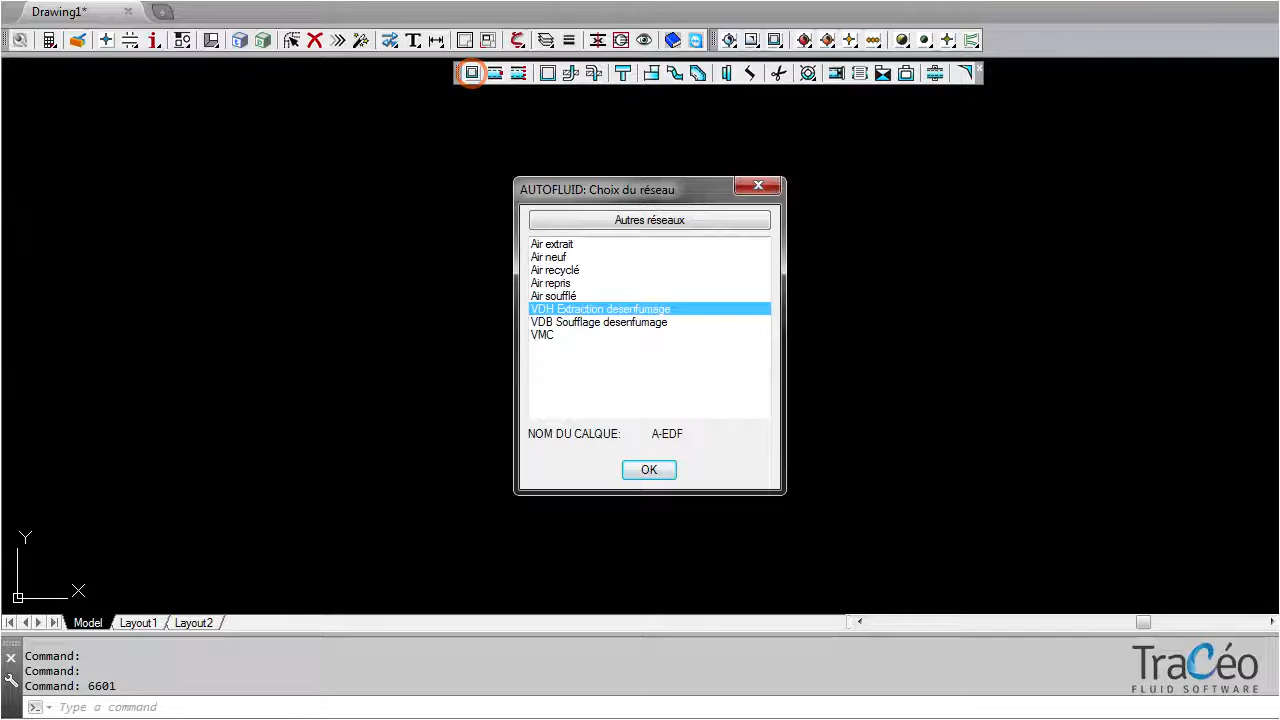 Drawing1*
AUTOFLUID: Choix du réseau
Autres réseaux
Air extrait
Air neuf
Air recyclé
Air repris
Air soufflé
VDH Extraction desenfumage
VDB Soufflage desenfumage
VMC
NOM DU CALQUE: A-EDF
OK
Y
X
Model Layout1 Layout2
Command:
Command:
Command: 6601
Type a command
TraCéo
FLUID SOFTWARE